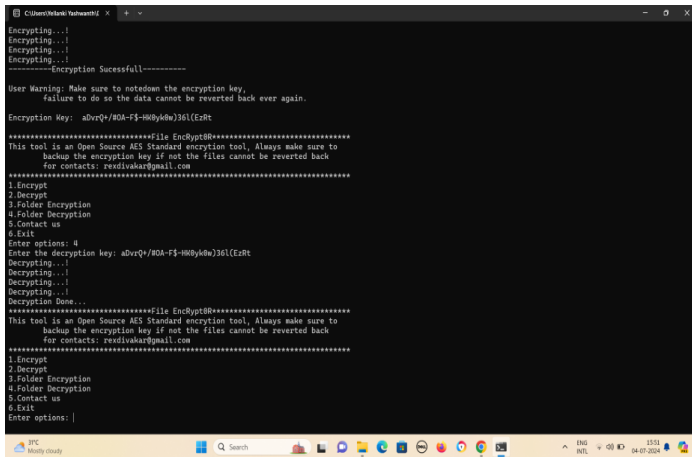 C:\Users\Yellanki Yashwanth\
Encrypting...!
Encrypting...!
Encrypting...!
Encrypting...!
----------Encryption Sucessfull----------
User Warning: Make sure to notedown the encryption key,
failure to do so the data cannot be reverted back ever again.
Encryption Key: aDvrQ+/#OA-F$-HK0yk0w)36l(EzRt
*********************************File EncRypt0R********************************
This tool is an Open Source AES Standard encrytion tool, Always make sure to
backup the encryption key if not the files cannot be reverted back
for contacts: rexdivakar@gmail.com
*******************************************************************************
1.Encrypt
2.Decrypt
3.Folder Encryption
4.Folder Decryption
5.Contact us
6.Exit
Enter options: 4
Enter the decryption key: aDvrQ+/#OA-F$-HK0yk0w)36l(EzRt
Decrypting...!
Decrypting...!
Decrypting...!
Decrypting...!
Decryption Done...
*********************************File EncRypt0R********************************
This tool is an Open Source AES Standard encrytion tool, Always make sure to
backup the encryption key if not the files cannot be reverted back
for contacts: rexdivakar@gmail.com
*******************************************************************************
1.Encrypt
2.Decrypt
3.Folder Encryption
4.Folder Decryption
5.Contact us
6.Exit
Enter options:
31°C
Mostly cloudy
Search
ENG
INTL
13:51
04-07-2024